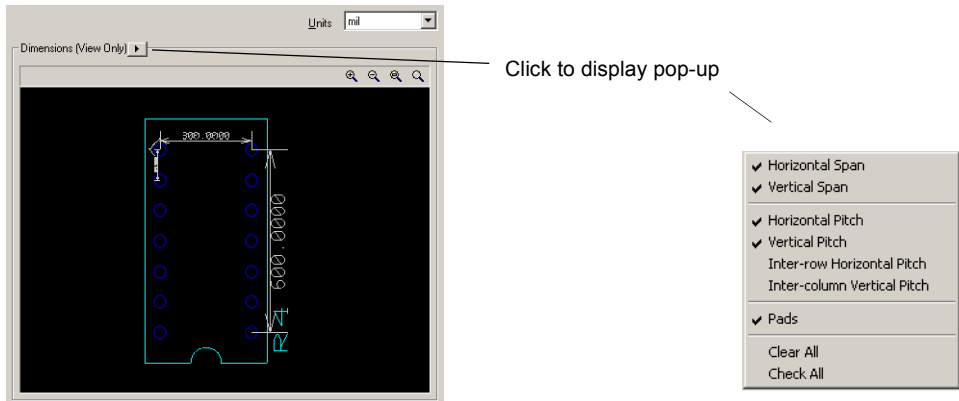 Units mil
Dimensions (View Only)
Click to display pop-up
300.0000
600.0000
R4
Horizontal Span
Vertical Span
Horizontal Pitch
Vertical Pitch
Inter-row Horizontal Pitch
Inter-column Vertical Pitch
Pads
Clear All
Check All